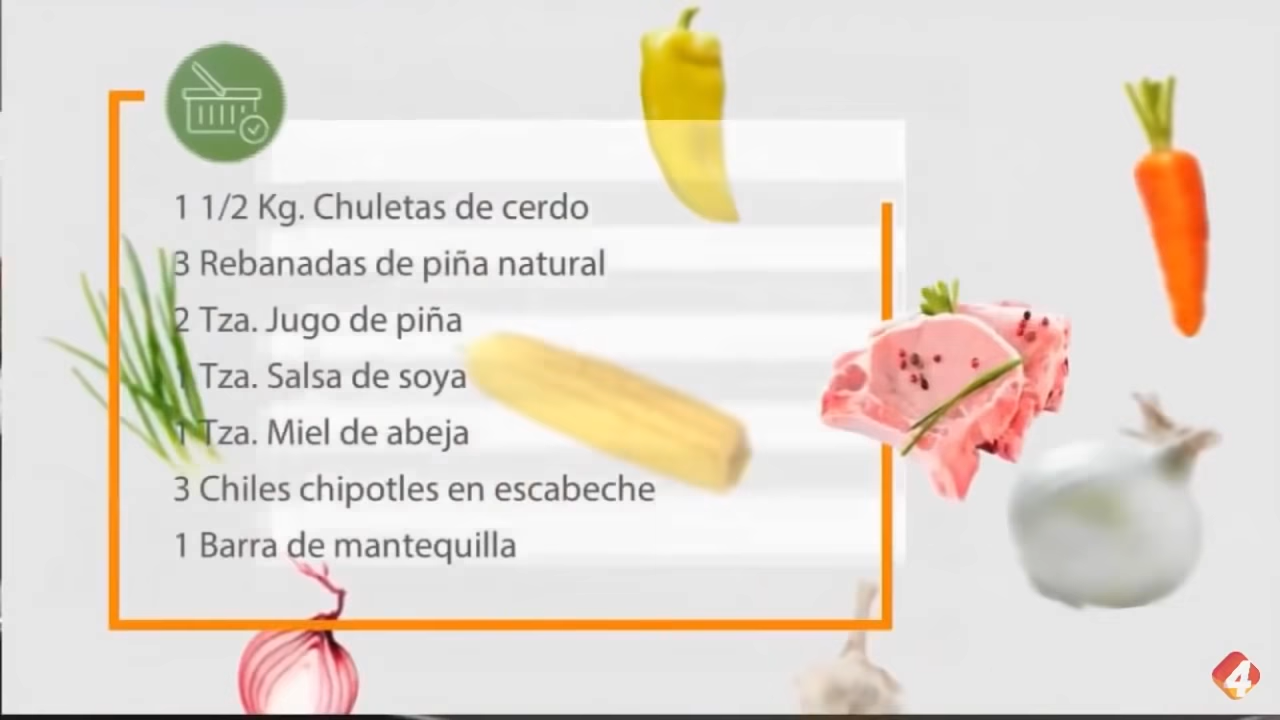 1 1/2 Kg. Chuletas de cerdo
3 Rebanadas de piña natural
2 Tza. Jugo de piña
1 Tza. Salsa de soya
1 Tza. Miel de abeja
3 Chiles chipotles en escabeche
1 Barra de mantequilla
4